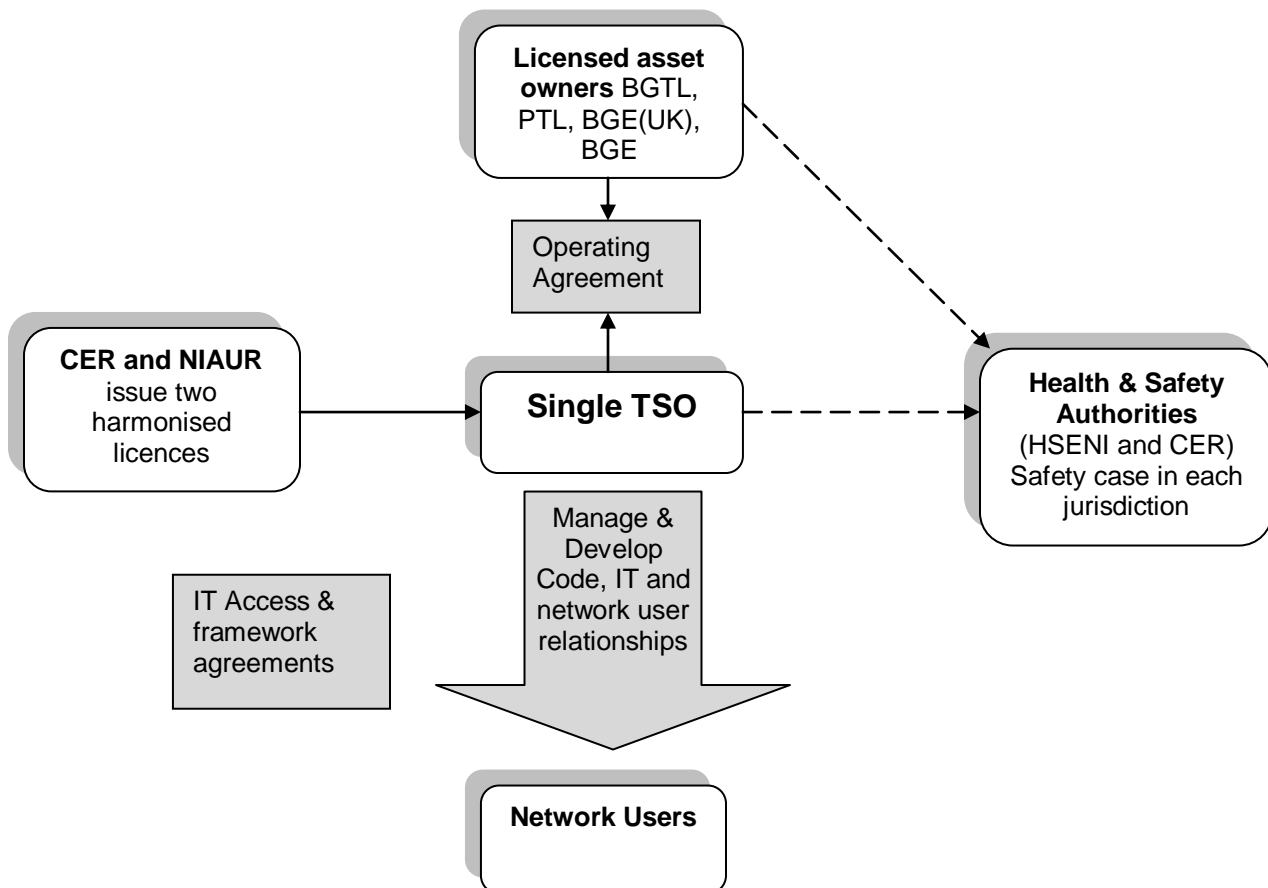 Licensed asset
owners BGTL,
PTL, BGE(UK),
BGE
Operating
Agreement
CER and NIAUR
issue two
harmonised
licences
Single TSO
Health & Safety
Authorities
(HSENI and CER)
Safety case in each
jurisdiction
Manage &
Develop
Code, IT and
network user
relationships
IT Access &
framework
agreements
Network Users